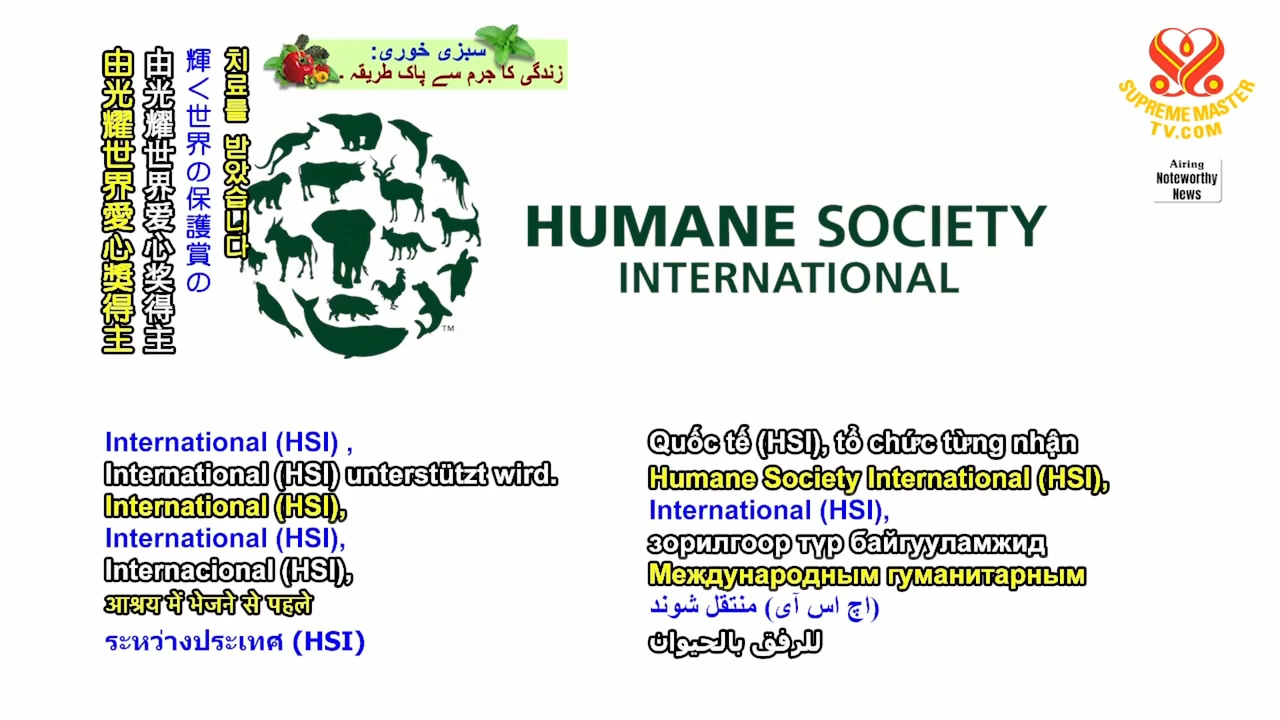 由光耀世界愛心獎得主
由光耀世界爱心奖得主
輝く世界の保護賞の
치료를 받았습니다
سبزی خوری:
زندگی کا جرم سے پاک طریقہ ۔
SUPREME MASTER
TV.COM
Airing
Noteworthy
News
HUMANE SOCIETY
INTERNATIONAL
TM
International (HSI) ,
International (HSI) unterstützt wird.
International (HSI),
International (HSI),
Internacional (HSI),
आश्रय में भेजने से पहले
ระหว่างประเทศ (HSI)
Quốc tế (HSI), tổ chức từng nhận
Humane Society International (HSI),
International (HSI),
зорилгоор түр байгууламжид
Международным гуманитарным
(اچ اس آی) منتقل شوند
للرفق بالحيوان